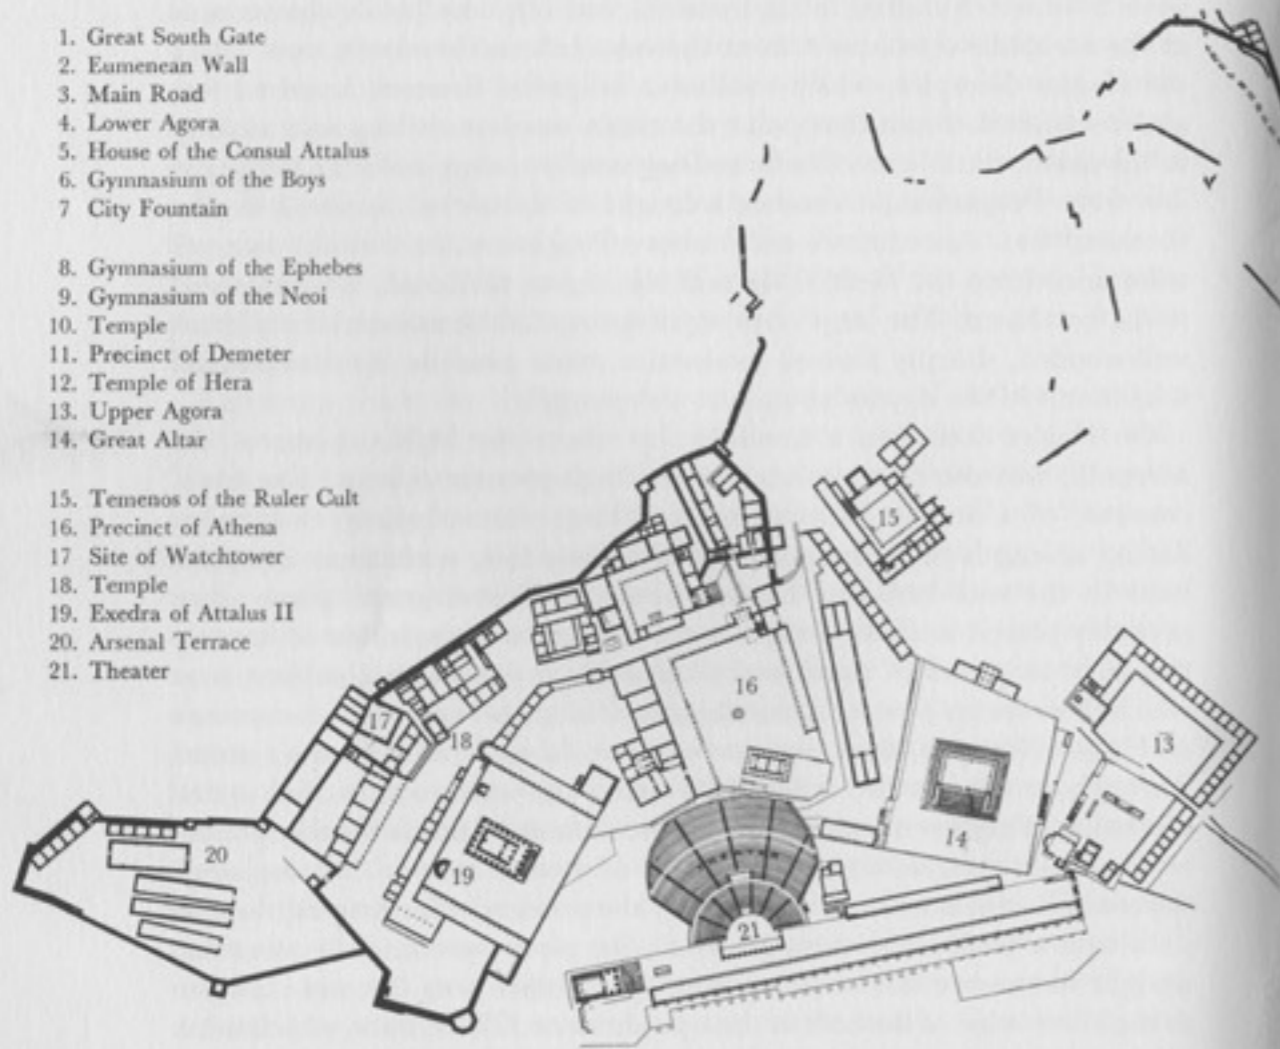 1. Great South Gate
2. Eumenean Wall
3. Main Road
4. Lower Agora
5. House of the Consul Attalus
6. Gymnasium of the Boys
7 City Fountain
8. Gymnasium of the Ephebes
9. Gymnasium of the Neoi
10. Temple
11. Precinct of Demeter
12. Temple of Hera
13. Upper Agora
14. Great Altar
15. Temenos of the Ruler Cult
16. Precinct of Athena
17 Site of Watchtower
18. Temple
19. Exedra of Attalus II
20. Arsenal Terrace
21. Theater
15
16
17
18
13
14
20
19
21